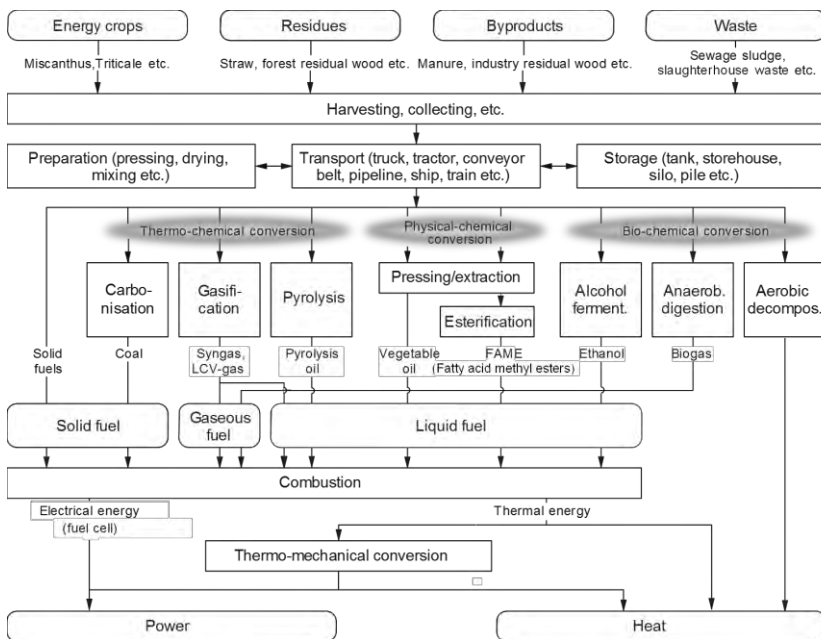 Energy crops
Residues
Byproducts
Waste
Miscanthus,Triticale etc.
Straw, forest residual wood etc.
Manure, industry residual wood etc.
Sewage sludge,
slaughterhouse waste etc.
Harvesting, collecting, etc.
Preparation (pressing, drying,
mixing etc.)
Transport (truck, tractor, conveyor
belt, pipeline, ship, train etc.)
Storage (tank, storehouse,
silo, pile etc.)
Thermo-chemical conversion
Physical-chemical
conversion
Bio-chemical conversion
Carbo-
nisation
Gasifi-
cation
Pyrolysis
Pressing/extraction
Esterification
Alcohol
ferment.
Anaerob.
digestion
Aerobic
decompos.
Solid
fuels
Coal
Syngas,
LCV-gas
Pyrolysis
oil
Vegetable
oil
FAME
(Fatty acid methyl esters)
Ethanol
Biogas
Solid fuel
Gaseous
fuel
Liquid fuel
Combustion
Electrical energy
(fuel cell)
Thermal energy
Thermo-mechanical conversion
Power
Heat